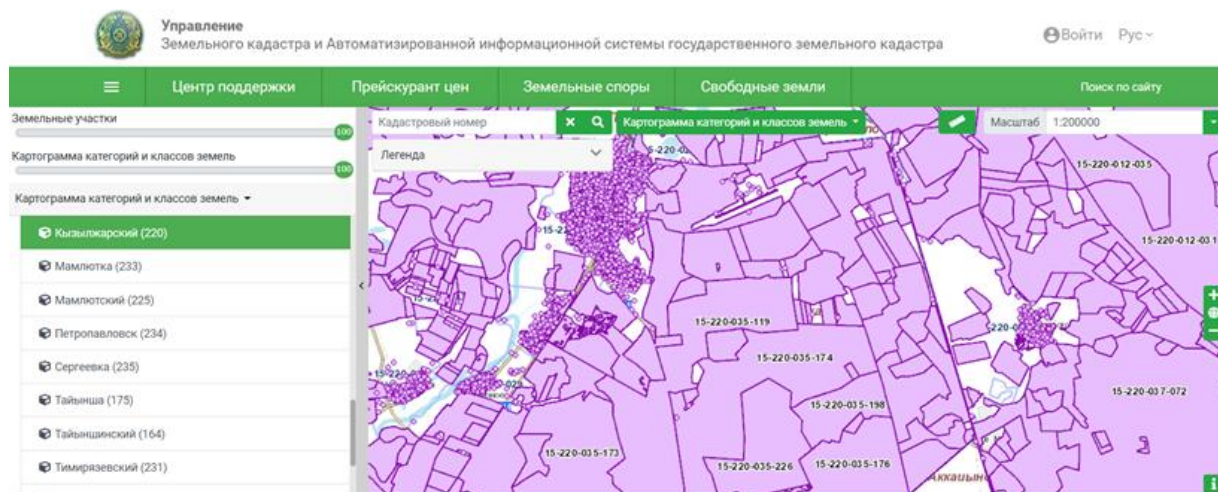 Управление
Земельного кадастра и Автоматизированной информационной системы государственного земельного кадастра
Войти Рус
Центр поддержки Прейскурант цен Земельные споры Свободные земли Поиск по сайту
Земельные участки
100
Картограмма категорий и классов земель
100
Картограмма категорий и классов земель
Кызылжарский (220)
Мамлютка (233)
Мамлютский (225)
Петропавловск (234)
Сергеевка (235)
Тайынша (175)
Тайыншинский (164)
Тимирязевский (231)
Кадастровый номер
Картограмма категорий и классов земель
Масштаб 1:200000
Легенда
15-220-012-035
15-220-012-031
15-220-035-119
15-220-035-174
15-220-037-072
15-220-035-198
15-220-035-173
15-220-035-226
15-220-035-176